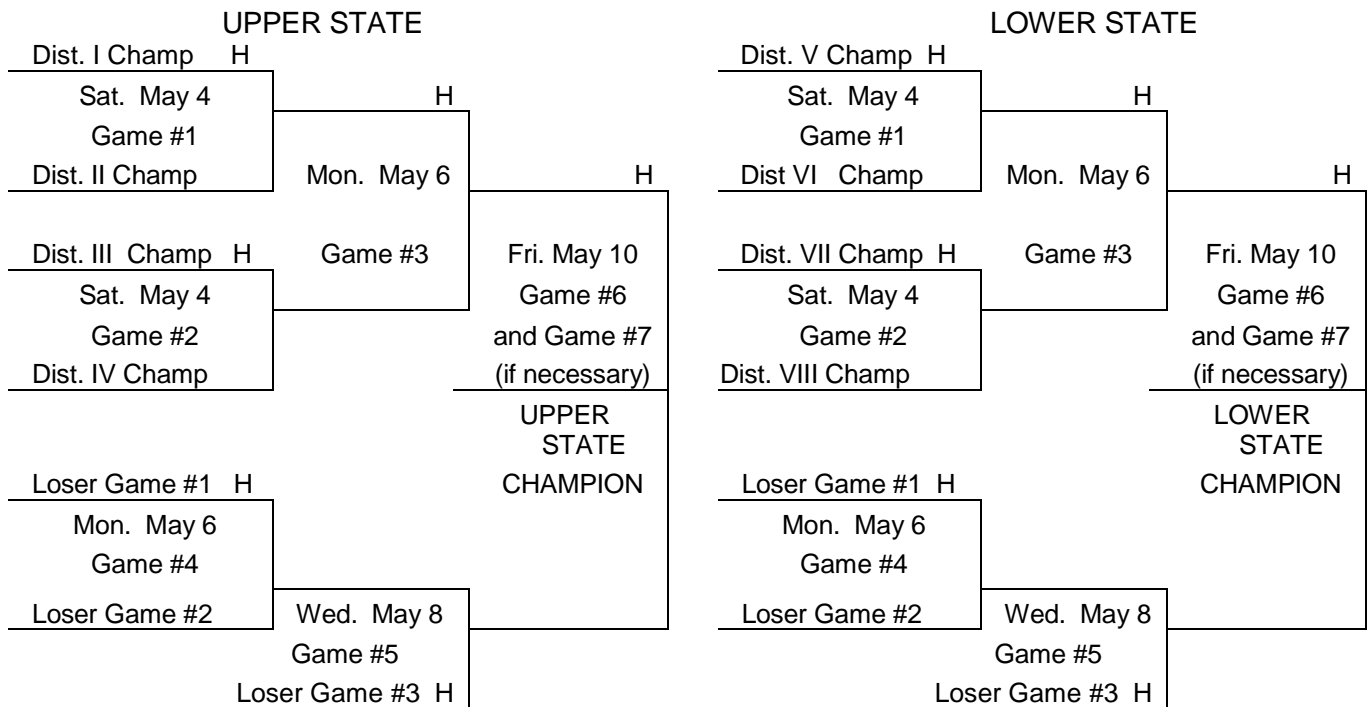 UPPER STATE
Dist. I Champ H
Sat. May 4
H
Game #1
Dist. II Champ
Mon. May 6
H
Dist. III Champ H
Game #3
Fri. May 10
Sat. May 4
Game #6
Game #2
and Game #7
Dist. IV Champ
(if necessary)
UPPER
STATE
Loser Game #1 H
CHAMPION
Mon. May 6
Game #4
Loser Game #2
Wed. May 8
Game #5
Loser Game #3 H
LOWER STATE
Dist. V Champ H
Sat. May 4
H
Game #1
Dist VI Champ
Mon. May 6
H
Dist. VII Champ H
Game #3
Fri. May 10
Sat. May 4
Game #6
Game #2
and Game #7
Dist. VIII Champ
(if necessary)
LOWER
STATE
Loser Game #1 H
CHAMPION
Mon. May 6
Game #4
Loser Game #2
Wed. May 8
Game #5
Loser Game #3 H